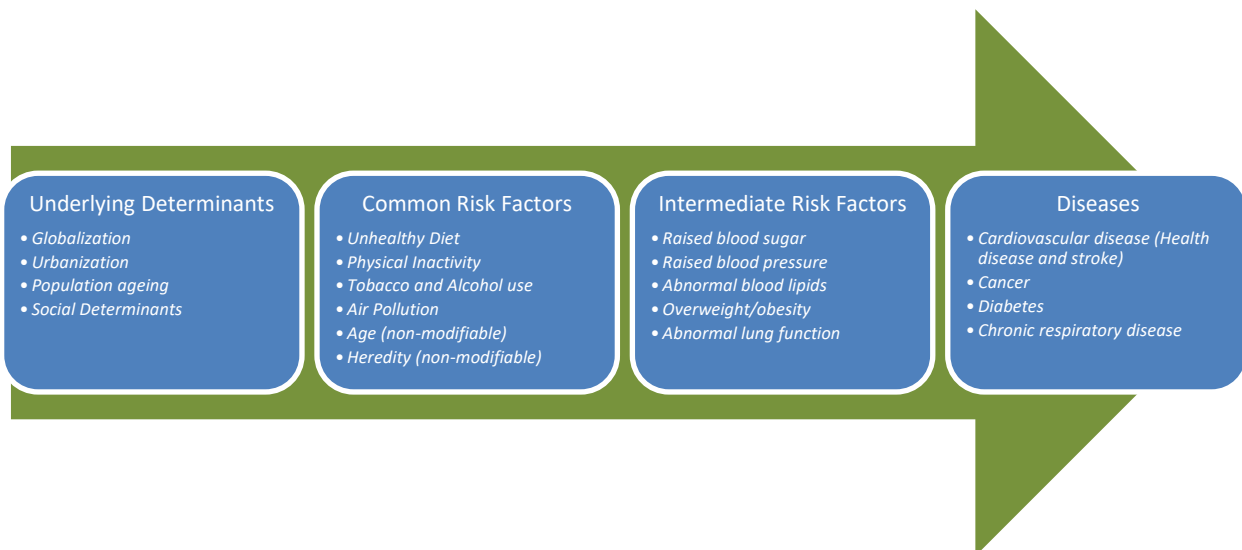 Underlying Determinants
• Globalization
• Urbanization
• Population ageing
• Social Determinants
Common Risk Factors
• Unhealthy Diet
• Physical Inactivity
• Tobacco and Alcohol use
• Air Pollution
• Age (non-modifiable)
• Heredity (non-modifiable)
Intermediate Risk Factors
• Raised blood sugar
• Raised blood pressure
• Abnormal blood lipids
• Overweight/obesity
• Abnormal lung function
Diseases
• Cardiovascular disease (Health
disease and stroke)
• Cancer
• Diabetes
• Chronic respiratory disease